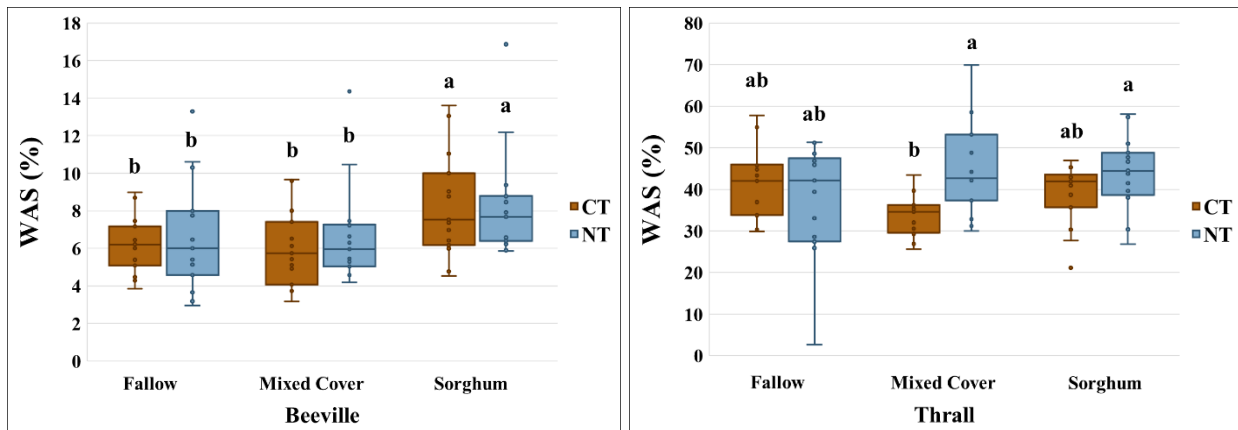 WAS (%)
18
16
14
12
10
8
6
4
2
0
b b b b a a
Fallow Mixed Cover Sorghum
Beeville
CT
NT
WAS (%)
80
70
60
50
40
30
20
10
0
ab ab b a ab a
Fallow Mixed Cover Sorghum
Thrall
CT
NT